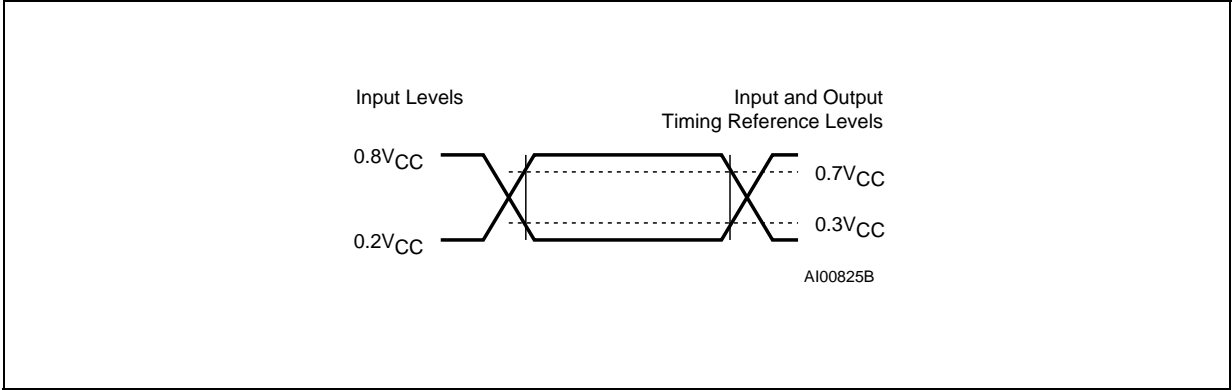 Input Levels
Input and Output
Timing Reference Levels
0.8VCC
0.7VCC
0.3VCC
0.2VCC
AI00825B